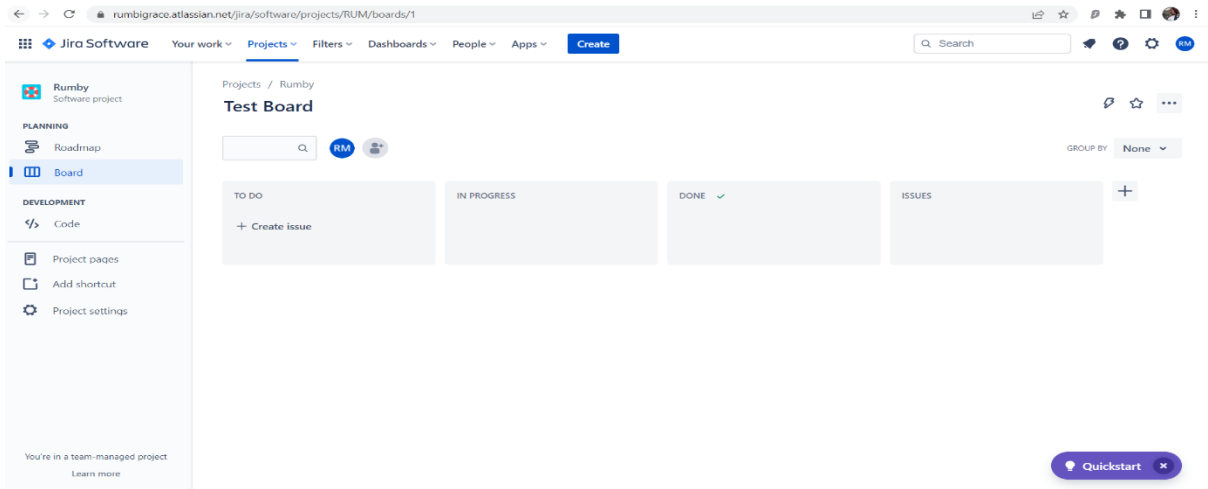 rumbigrace.atlassian.net/jira/software/projects/RUM/boards/1
Jira Software Your work Projects Filters Dashboards People Apps Create Search RM
Rumby
Software project
PLANNING
Roadmap
Board
DEVELOPMENT
Code
Project pages
Add shortcut
Project settings
You're in a team-managed project
Learn more
Projects / Rumby
Test Board
RM GROUP BY None
TO DO IN PROGRESS DONE ISSUES
+ Create issue
Quickstart